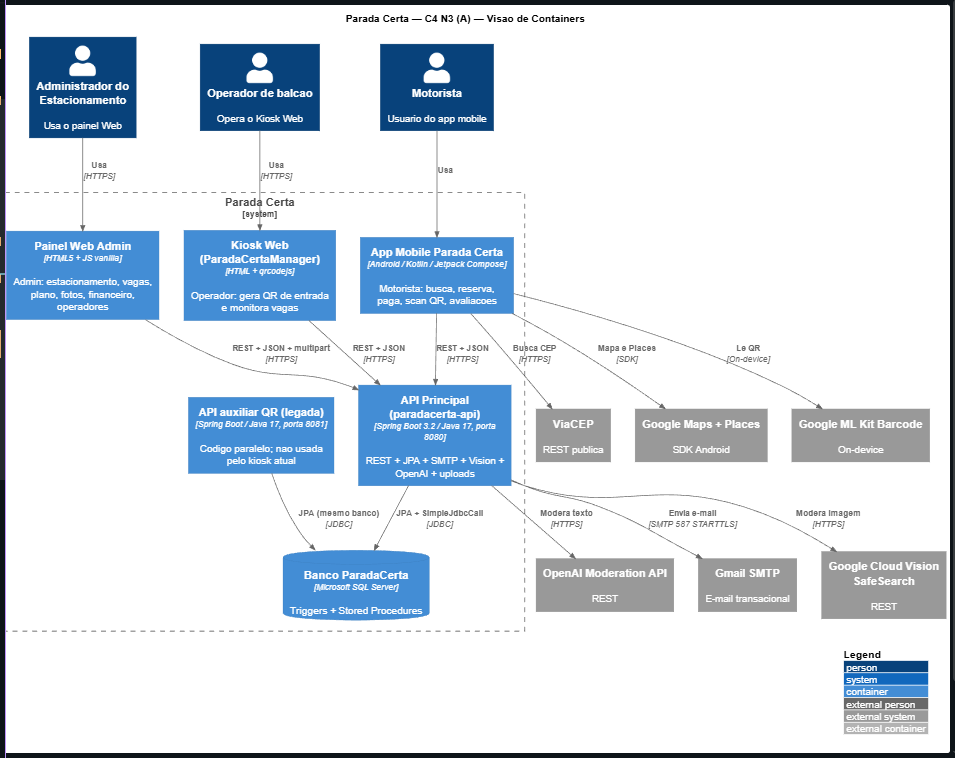 Parada Certa — C4 N3 (A) — Visao de Containers
Administrador do
Estacionamento
Usa o painel Web
Operador de balcao
Opera o Kiosk Web
Motorista
Usuario do app mobile
Usa
[HTTPS]
Usa
[HTTPS]
Usa
Parada Certa
[system]
Painel Web Admin
[HTML5 + JS vanilla]
Admin: estacionamento, vagas,
plano, fotos, financeiro,
operadores
Kiosk Web
(ParadaCertaManager)
[HTML + qrcodejs]
Operador: gera QR de entrada
e monitora vagas
App Mobile Parada Certa
[Android / Kotlin / Jetpack Compose]
Motorista: busca, reserva,
paga, scan QR, avaliacoes
REST + JSON + multipart
[HTTPS]
REST + JSON
[HTTPS]
REST + JSON
[HTTPS]
Busca CEP
[HTTPS]
Mapa e Places
[SDK]
Le QR
[On-device]
API auxiliar QR (legada)
[Spring Boot / Java 17, porta 8081]
Codigo paralelo; nao usada
pelo kiosk atual
API Principal
(paradacerta-api)
[Spring Boot 3.2 / Java 17, porta
8080]
REST + JPA + SMTP + Vision +
OpenAI + uploads
ViaCEP
REST publica
Google Maps + Places
SDK Android
Google ML Kit Barcode
On-device
JPA (mesmo banco)
[JDBC]
JPA + SimpleJdbcCall
[JDBC]
Modera texto
[HTTPS]
Envia e-mail
[SMTP 587 STARTTLS]
Modera imagem
[HTTPS]
Banco ParadaCerta
[Microsoft SQL Server]
Triggers + Stored Procedures
OpenAI Moderation API
REST
Gmail SMTP
E-mail transacional
Google Cloud Vision
SafeSearch
REST
Legend
person
system
container
external person
external system
external container